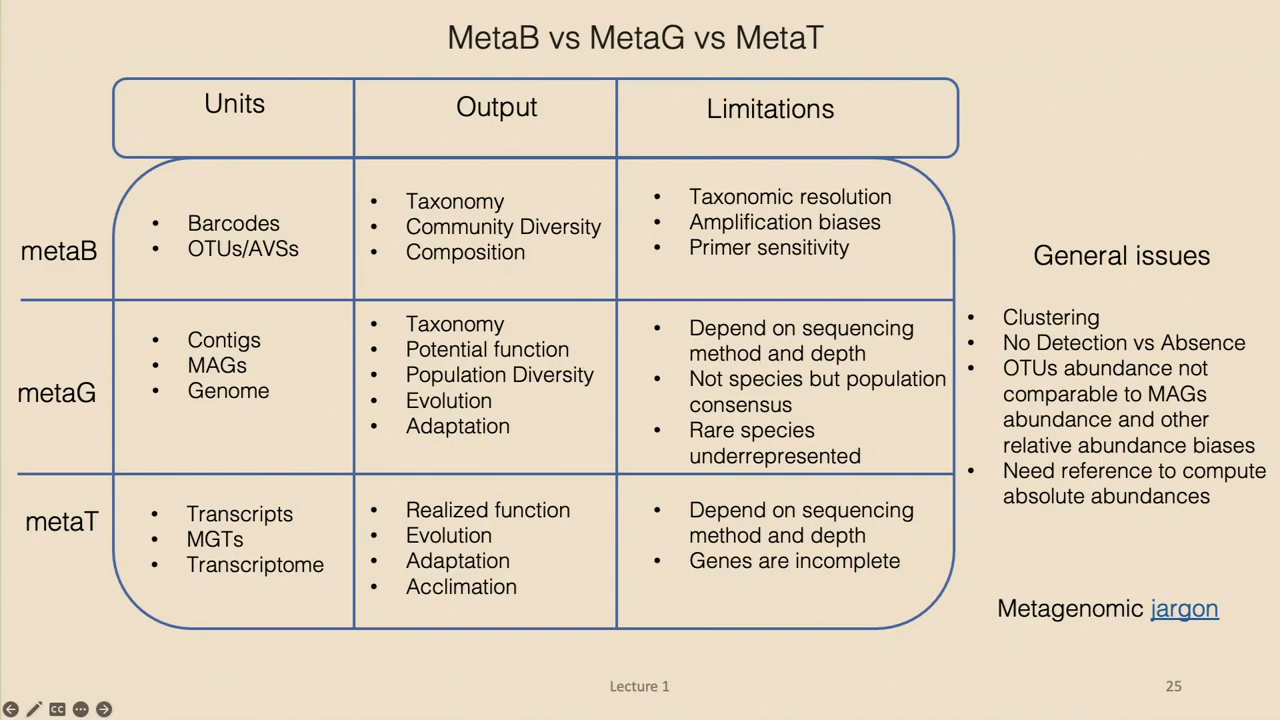 MetaB vs MetaG vs MetaT
Units
Output
Limitations
metaB
• Barcodes
• OTUs/AVSs
• Taxonomy
• Community Diversity
• Composition
• Taxonomic resolution
• Amplification biases
• Primer sensitivity
metaG
• Contigs
• MAGs
• Genome
• Taxonomy
• Potential function
• Population Diversity
• Evolution
• Adaptation
• Depend on sequencing
method and depth
• Not species but population
consensus
• Rare species
underrepresented
metaT
• Transcripts
• MGTs
• Transcriptome
• Realized function
• Evolution
• Adaptation
• Acclimation
• Depend on sequencing
method and depth
• Genes are incomplete
General issues
• Clustering
• No Detection vs Absence
• OTUs abundance not
comparable to MAGs
abundance and other
relative abundance biases
• Need reference to compute
absolute abundances
Metagenomic jargon
Lecture 1
25
CC